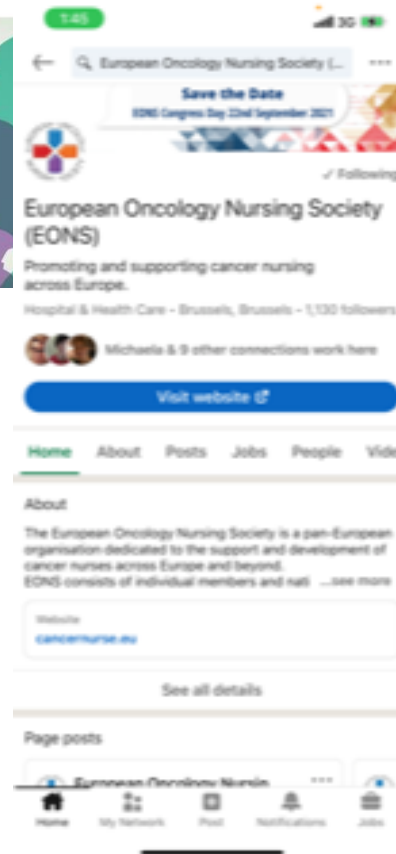 1:45
3G
European Oncology Nursing Society (...
Save the Date
EONS Congress Day 22nd September 2021
✓ Following
European Oncology Nursing Society
(EONS)
Promoting and supporting cancer nursing
across Europe.
Hospital & Health Care - Brussels, Brussels - 1,130 followers
Michaela & 9 other connections work here
Visit website
Home About Posts Jobs People Vide
About
The European Oncology Nursing Society is a pan-European
organisation dedicated to the support and development of
cancer nurses across Europe and beyond.
EONS consists of individual members and nati ...see more
Website
cancernurse.eu
See all details
Page posts
European Oncology Nursin ...
Home My Network Post Notifications Jobs